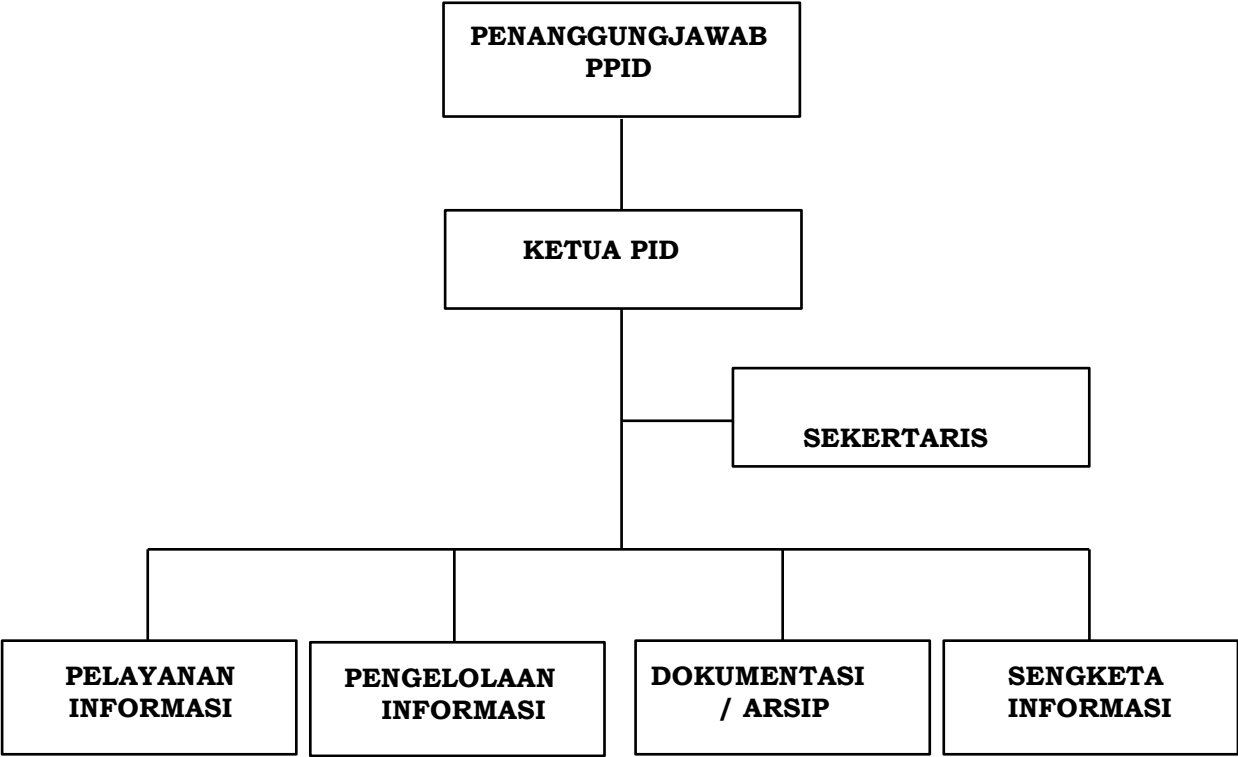 PENANGGUNGJAWAB
PPID
KETUA PID
SEKERTARIS
PELAYANAN
INFORMASI
PENGELOLAAN
INFORMASI
DOKUMENTASI
/ ARSIP
SENGKETA
INFORMASI